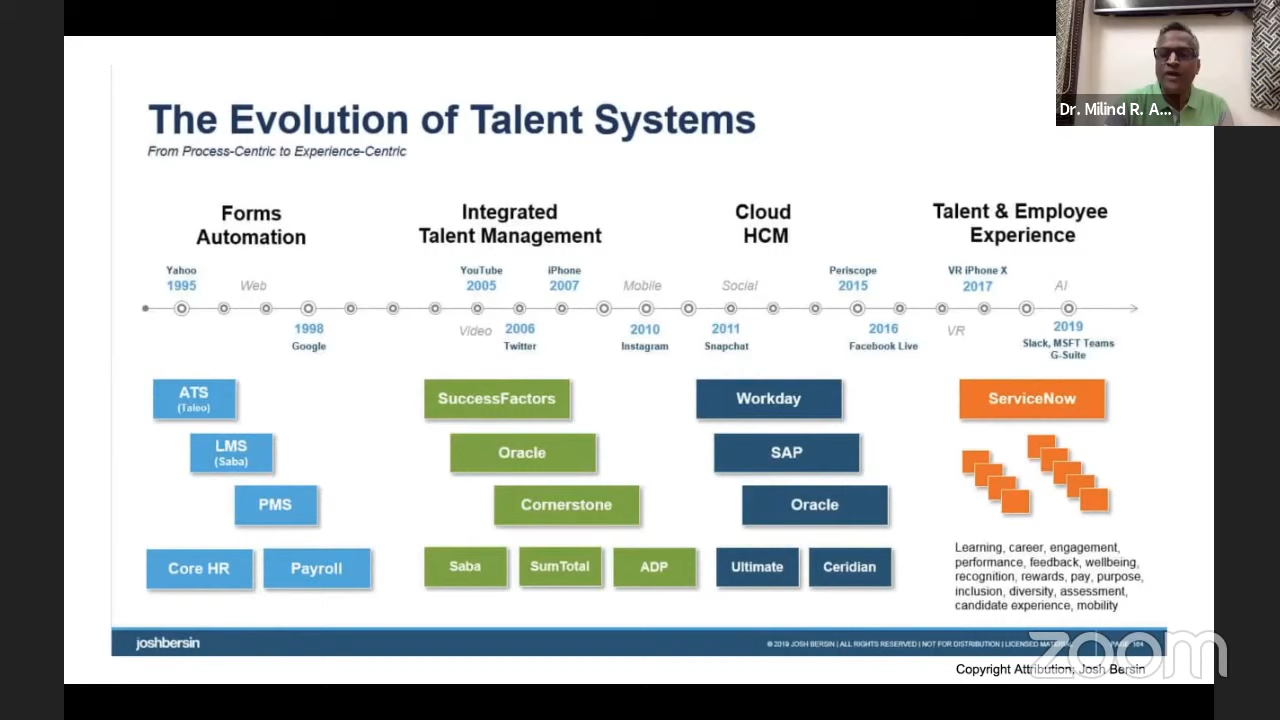 Dr. Milind R. A...
The Evolution of Talent Systems
From Process-Centric to Experience-Centric
Forms
Automation
Integrated
Talent Management
Cloud
HCM
Talent & Employee
Experience
Yahoo
1995
Web
YouTube
2005
iPhone
2007
Mobile
Social
Periscope
2015
VR iPhone X
2017
AI
1998
Google
Video
2006
Twitter
2010
Instagram
2011
Snapchat
2016
Facebook Live
VR
2019
Slack, MSFT Teams
G-Suite
ATS
(Taleo)
LMS
(Saba)
PMS
Core HR
Payroll
SuccessFactors
Oracle
Cornerstone
Saba
SumTotal
ADP
Workday
SAP
Oracle
Ultimate
Ceridian
ServiceNow
Learning, career, engagement,
performance, feedback, wellbeing,
recognition, rewards, pay, purpose,
inclusion, diversity, assessment,
candidate experience, mobility
joshbersin
© 2019 JOSH BERSIN | ALL RIGHTS RESERVED | NOT FOR DISTRIBUTION | LICENSED MATERIAL PAGE 104
zoom
Copyright Attribution: Josh Bersin